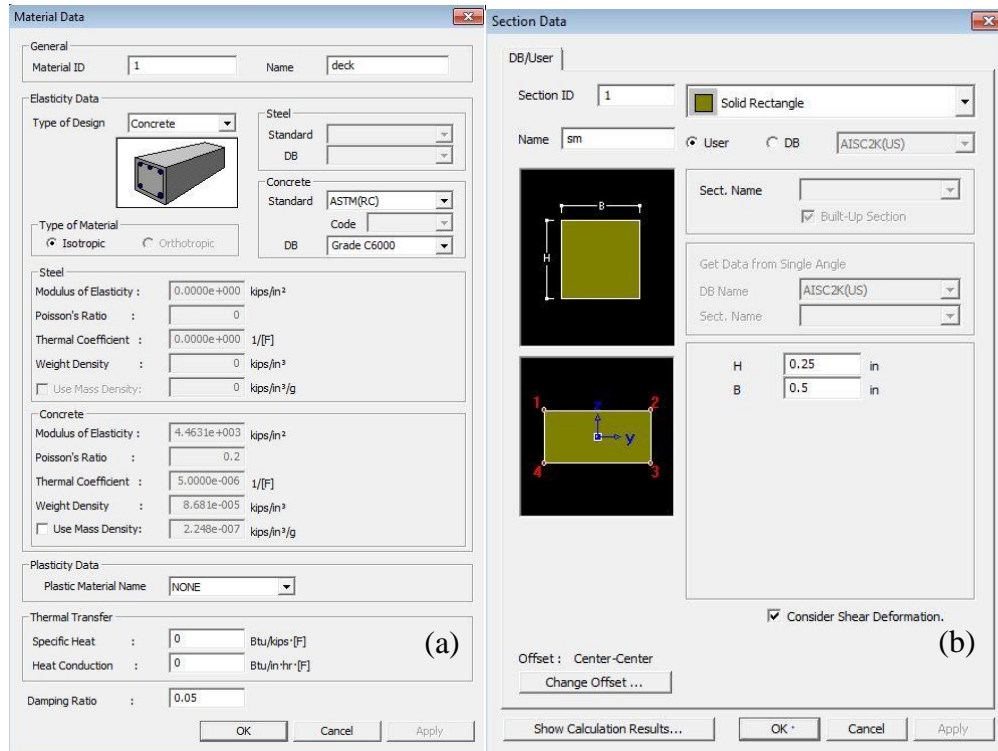 Material Data
General
Material ID 1 Name deck
Elasticity Data
Type of Design Concrete
Steel
Standard
DB
Concrete
Standard ASTM(RC)
Code
DB Grade C6000
Type of Material
Isotropic Orthotropic
Steel
Modulus of Elasticity : 0.0000e+000 kips/in²
Poisson's Ratio : 0
Thermal Coefficient : 0.0000e+000 1/[F]
Weight Density : 0 kips/in³
Use Mass Density: 0 kips/in³/g
Concrete
Modulus of Elasticity : 4.4631e+003 kips/in²
Poisson's Ratio : 0.2
Thermal Coefficient : 5.0000e-006 1/[F]
Weight Density : 8.681e-005 kips/in³
Use Mass Density: 2.248e-007 kips/in³/g
Plasticity Data
Plastic Material Name NONE
Thermal Transfer
Specific Heat : 0 Btu/kips·[F]
Heat Conduction : 0 Btu/in·hr·[F]
(a)
Damping Ratio : 0.05
OK Cancel Apply
Section Data
DB/User
Section ID 1 Solid Rectangle
Name sm User DB AISC2K(US)
Sect. Name
Built-Up Section
Get Data from Single Angle
DB Name AISC2K(US)
Sect. Name
B
H
H 0.25 in
B 0.5 in
1 z 2
y
4 3
Consider Shear Deformation.
(b)
Offset : Center-Center
Change Offset ...
Show Calculation Results... OK Cancel Apply